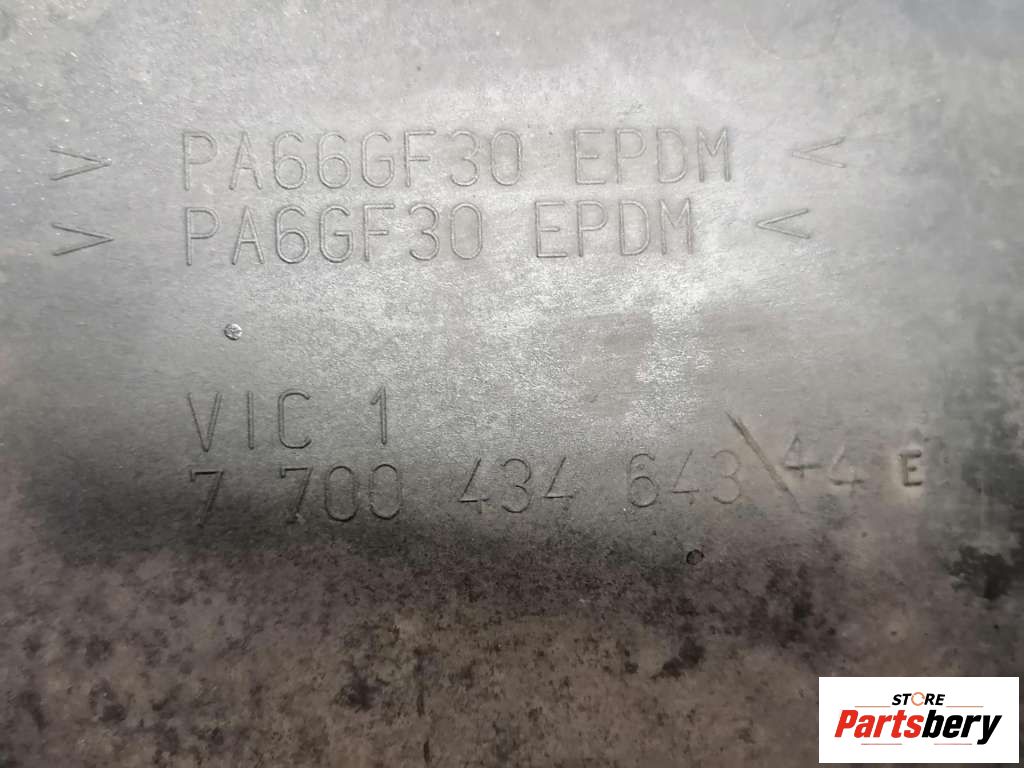 > PA66GF30 EPDM <
> PA6GF30 EPDM <
VIC 1
7 700 434 643\44 E
STORE
Partsbery